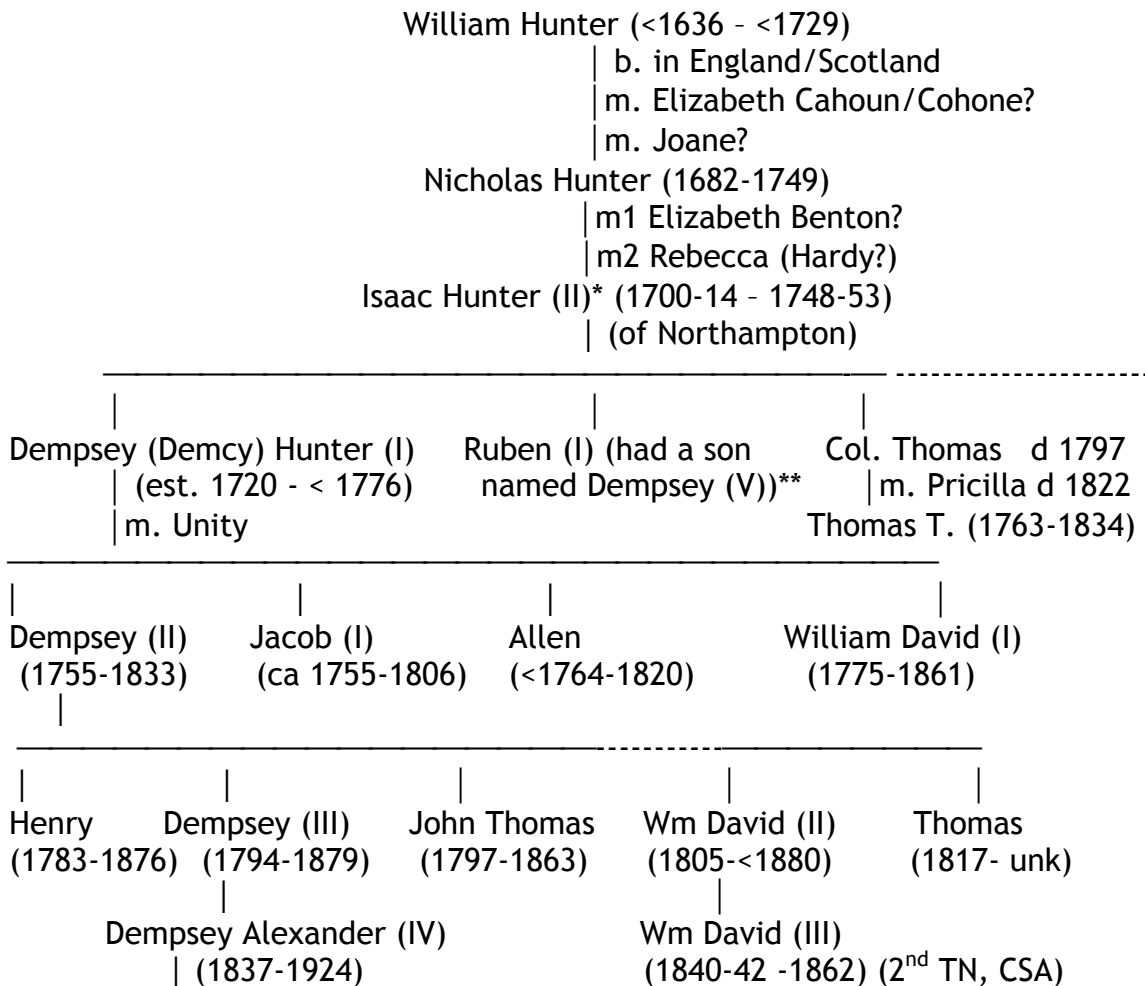 William Hunter (<1636 - <1729)
| b. in England/Scotland
|m. Elizabeth Cahoun/Cohone?
|m. Joane?
Nicholas Hunter (1682-1749)
|m1 Elizabeth Benton?
|m2 Rebecca (Hardy?)
Isaac Hunter (II)* (1700-14 – 1748-53)
| (of Northampton)
Dempsey (Demcy) Hunter (I) Ruben (I) (had a son Col. Thomas d 1797
| (est. 1720 - < 1776) named Dempsey (V))** |m. Pricilla d 1822
|m. Unity Thomas T. (1763-1834)
Dempsey (II) Jacob (I) Allen William David (I)
(1755-1833) (ca 1755-1806) (<1764-1820) (1775-1861)
Henry Dempsey (III) John Thomas Wm David (II) Thomas
(1783-1876) (1794-1879) (1797-1863) (1805-<1880) (1817- unk)
Dempsey Alexander (IV) Wm David (III)
| (1837-1924) (1840-42 -1862) (2nd TN, CSA)